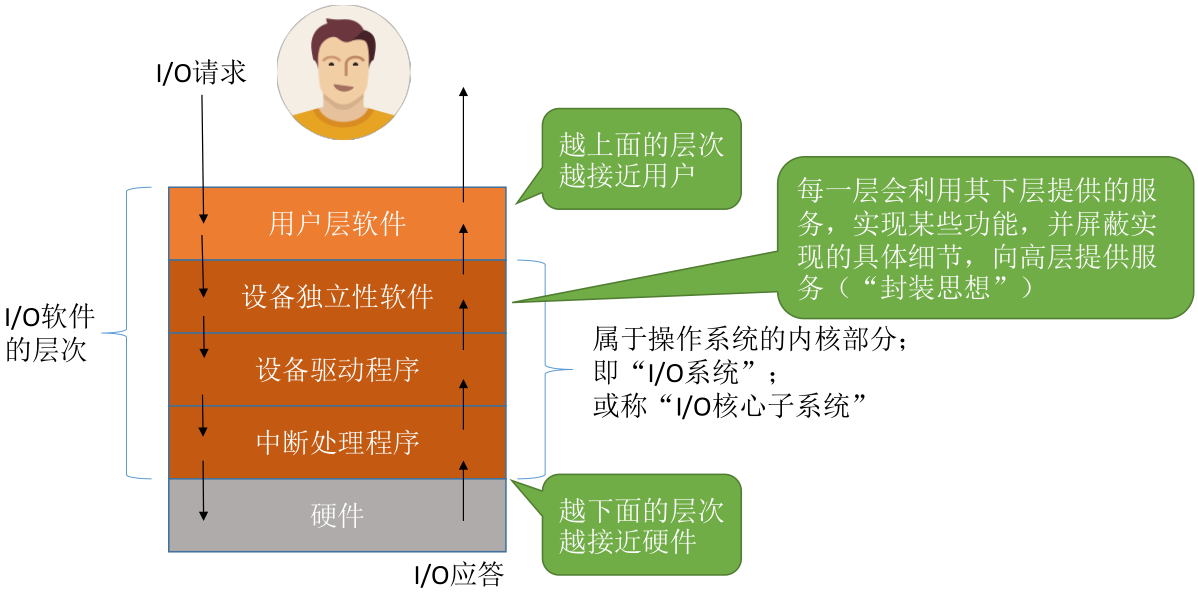 I/O请求
越上面的层次
越接近用户
每一层会利用其下层提供的服
务，实现某些功能，并屏蔽实
现的具体细节，向高层提供服
务（“封装思想”）
用户层软件
设备独立性软件
I/O软件
的层次
属于操作系统的内核部分；
即“I/O系统”；
或称“I/O核心子系统”
设备驱动程序
中断处理程序
硬件
越下面的层次
越接近硬件
I/O应答